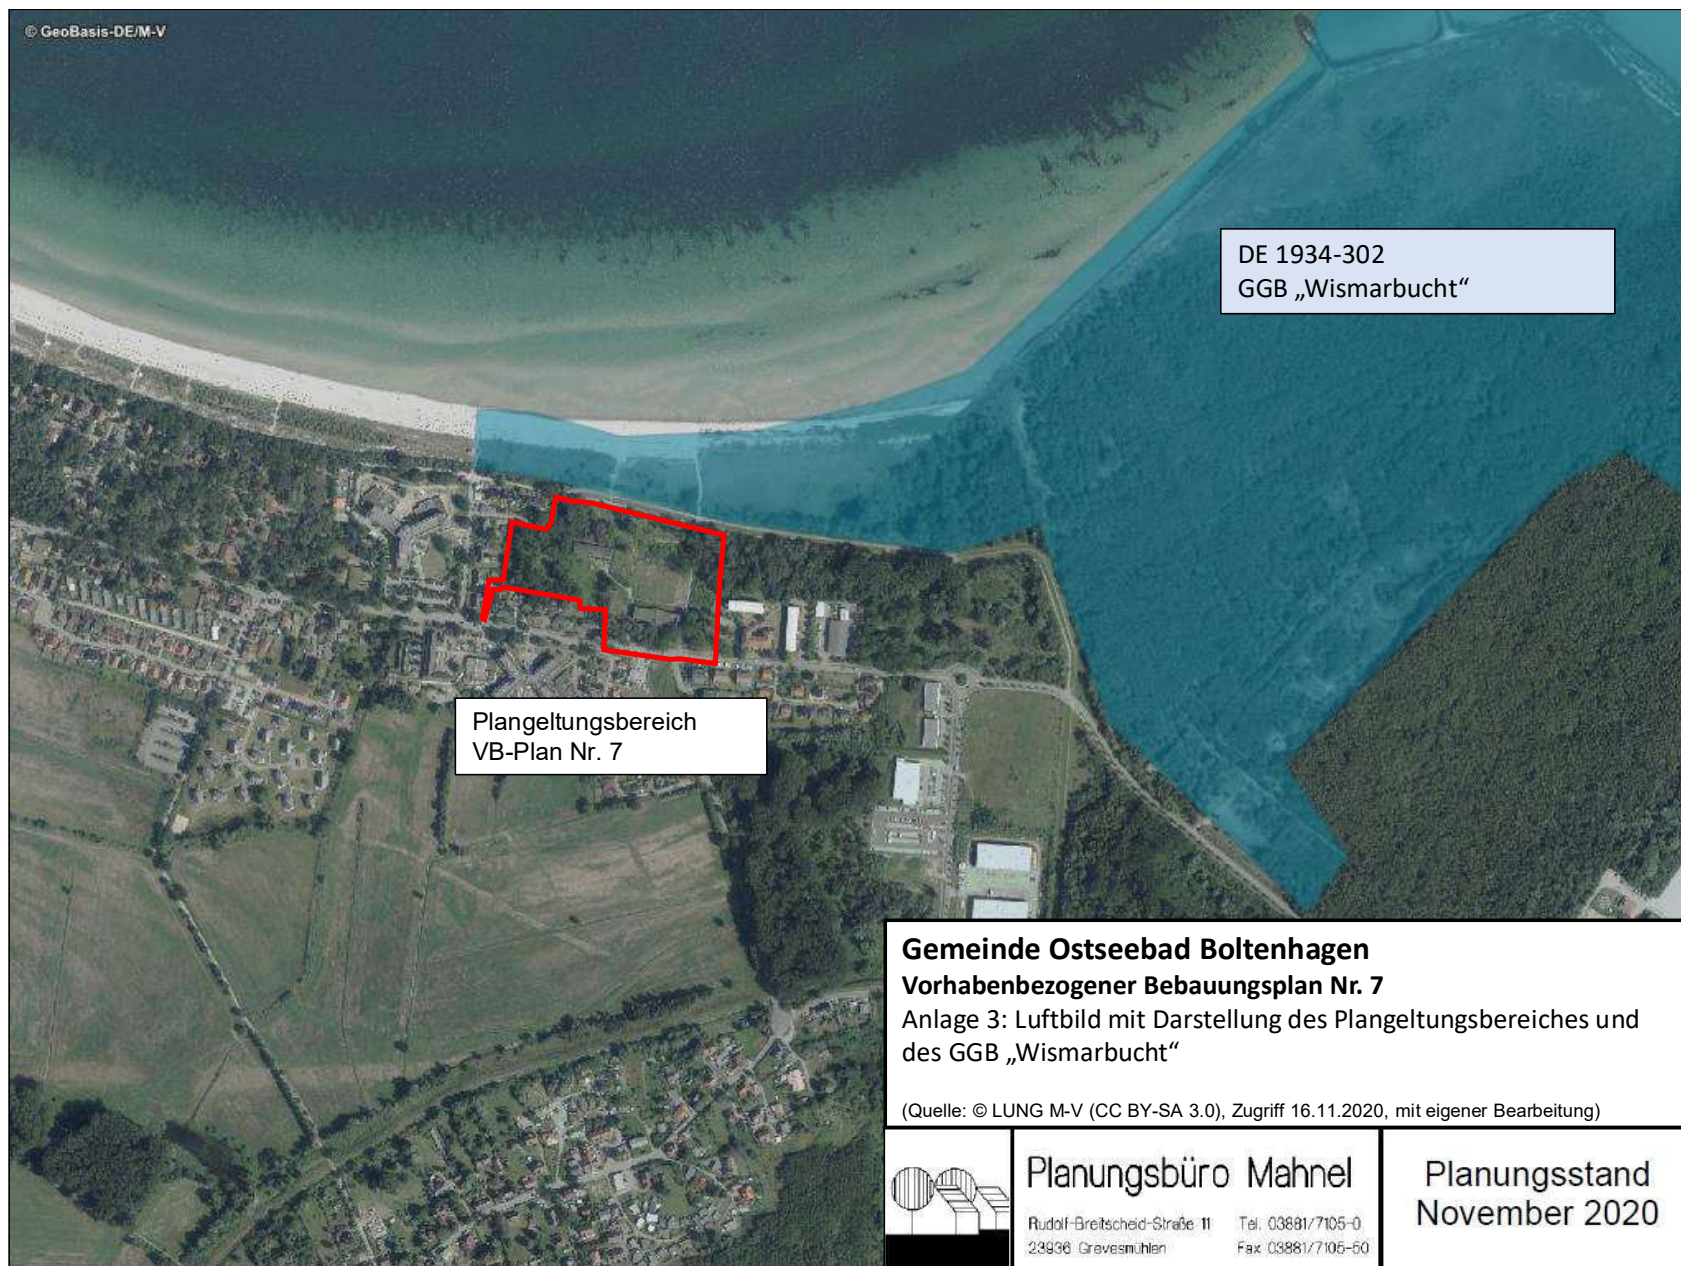 © GeoBasis-DE/M-V
DE 1934-302
GGB „Wismarbucht“
Plangeltungsbereich
VB-Plan Nr. 7
Gemeinde Ostseebad Boltenhagen
Vorhabenbezogener Bebauungsplan Nr. 7
Anlage 3: Luftbild mit Darstellung des Plangeltungsbereiches und
des GGB „Wismarbucht“
(Quelle: © LUNG M-V (CC BY-SA 3.0), Zugriff 16.11.2020, mit eigener Bearbeitung)
Planungsbüro Mahnel
Rudolf-Breitscheid-Straße 11 Tel. 03881/7105-0
23936 Grevesmühlen Fax 03881/7105-50
Planungsstand
November 2020